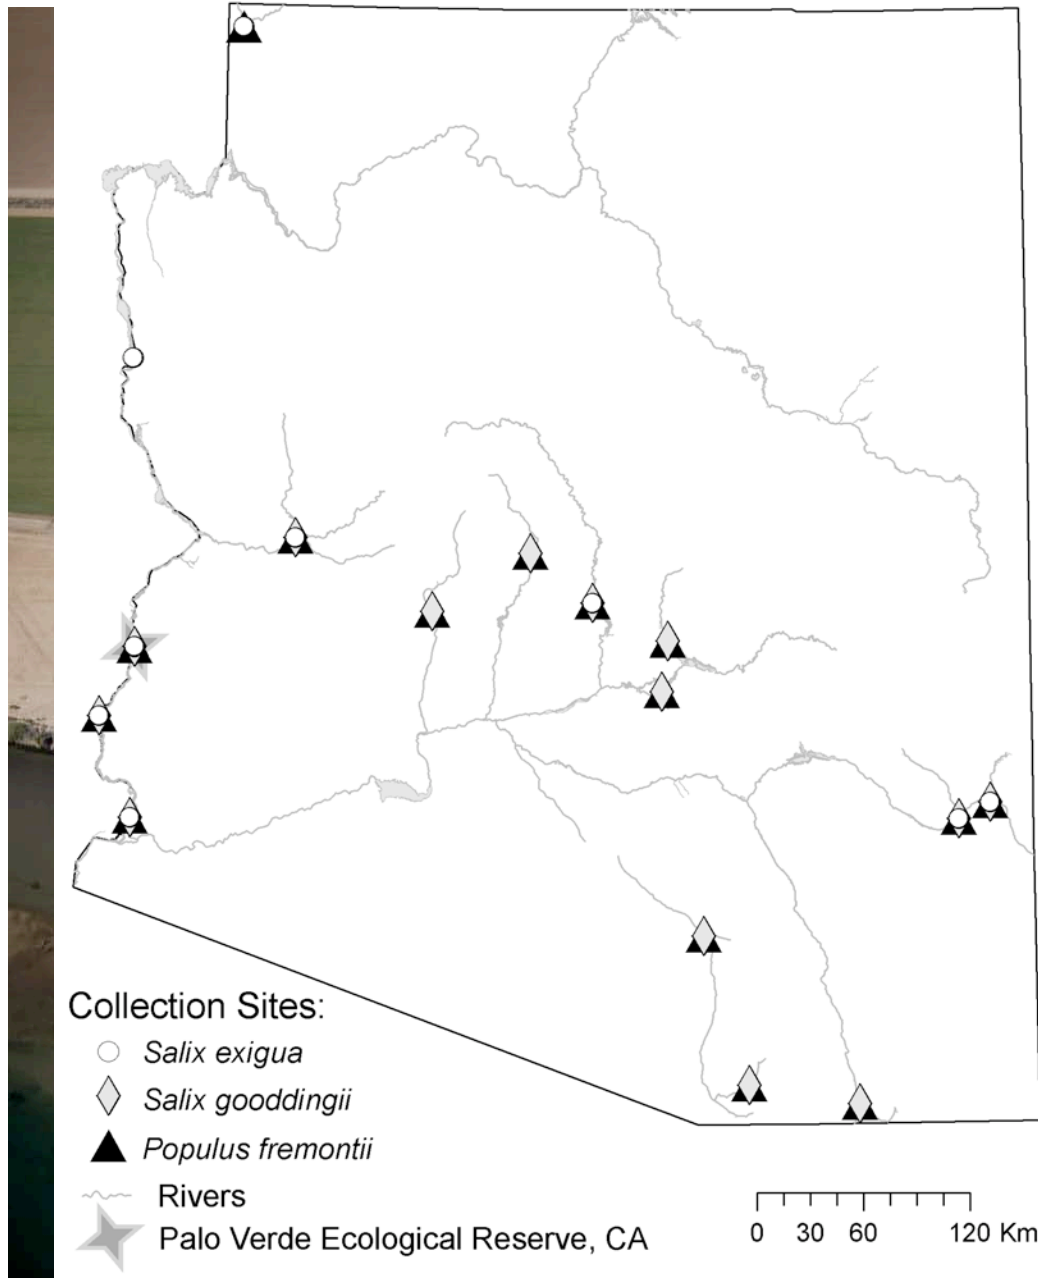 Collection Sites:
Salix exigua
Salix gooddingii
Populus fremontii
Rivers
Palo Verde Ecological Reserve, CA
0 30 60 120 Km